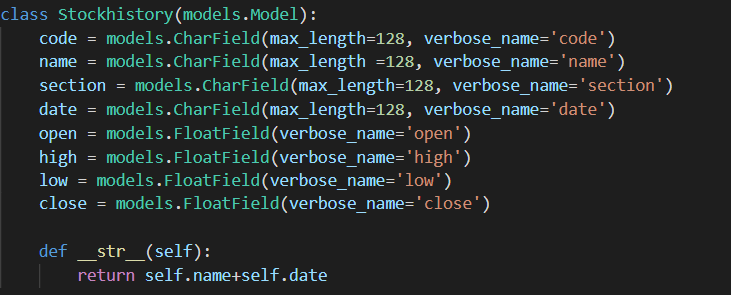 class Stockhistory(models.Model):
    code = models.CharField(max_length=128, verbose_name='code')
    name = models.CharField(max_length =128, verbose_name='name')
    section = models.CharField(max_length=128, verbose_name='section')
    date = models.CharField(max_length=128, verbose_name='date')
    open = models.FloatField(verbose_name='open')
    high = models.FloatField(verbose_name='high')
    low = models.FloatField(verbose_name='low')
    close = models.FloatField(verbose_name='close')

    def __str__(self):
        return self.name+self.date